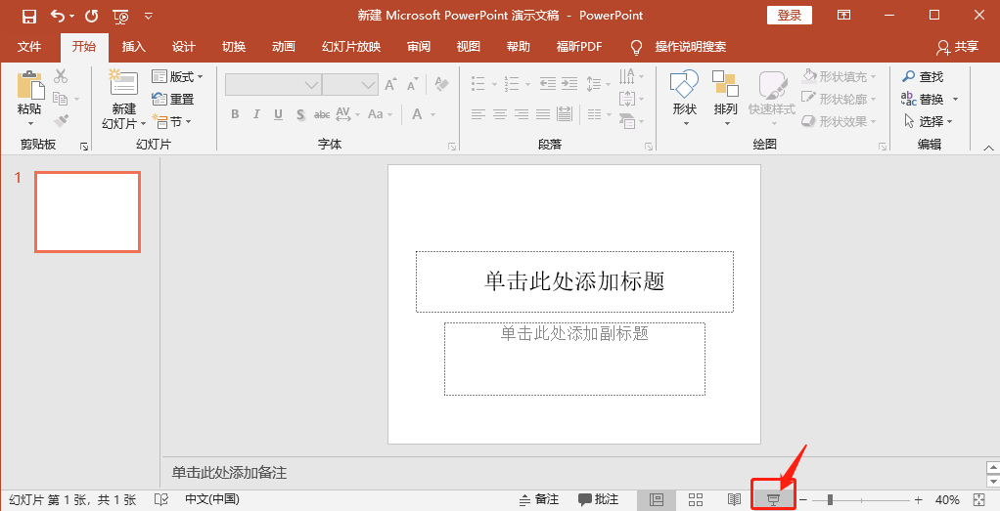 新建 Microsoft PowerPoint 演示文稿 - PowerPoint
登录
文件 开始 插入 设计 切换 动画 幻灯片放映 审阅 视图 帮助 福昕PDF 操作说明搜索 共享
粘贴
剪贴板
新建
幻灯片
版式
重置
节
幻灯片
B I U S abc AV Aa A
字体
段落
形状
排列
快速样式
形状填充
形状轮廓
形状效果
绘图
查找
替换
选择
编辑
1
单击此处添加标题
单击此处添加副标题
单击此处添加备注
幻灯片 第 1 张，共 1 张 中文(中国) 备注 批注 40%